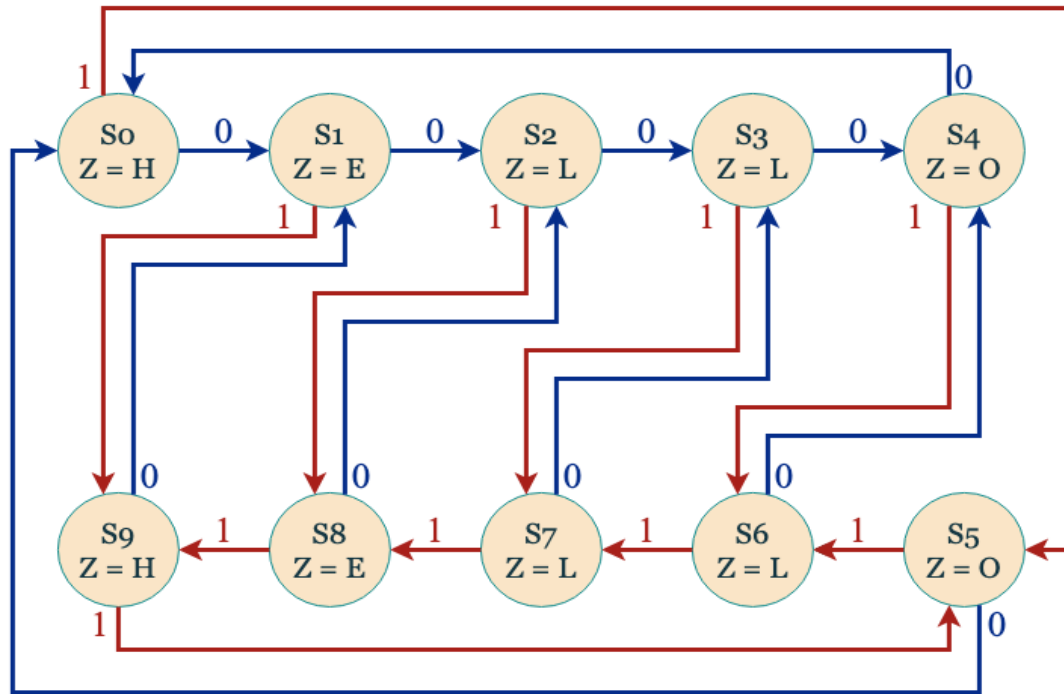 1 0
S0 0 S1 0 S2 0 S3 0 S4
Z = H Z = E Z = L Z = L Z = O
1 1 1 1
0 0 0 0
S9 1 S8 1 S7 1 S6 1 S5
Z = H Z = E Z = L Z = L Z = O
1 0